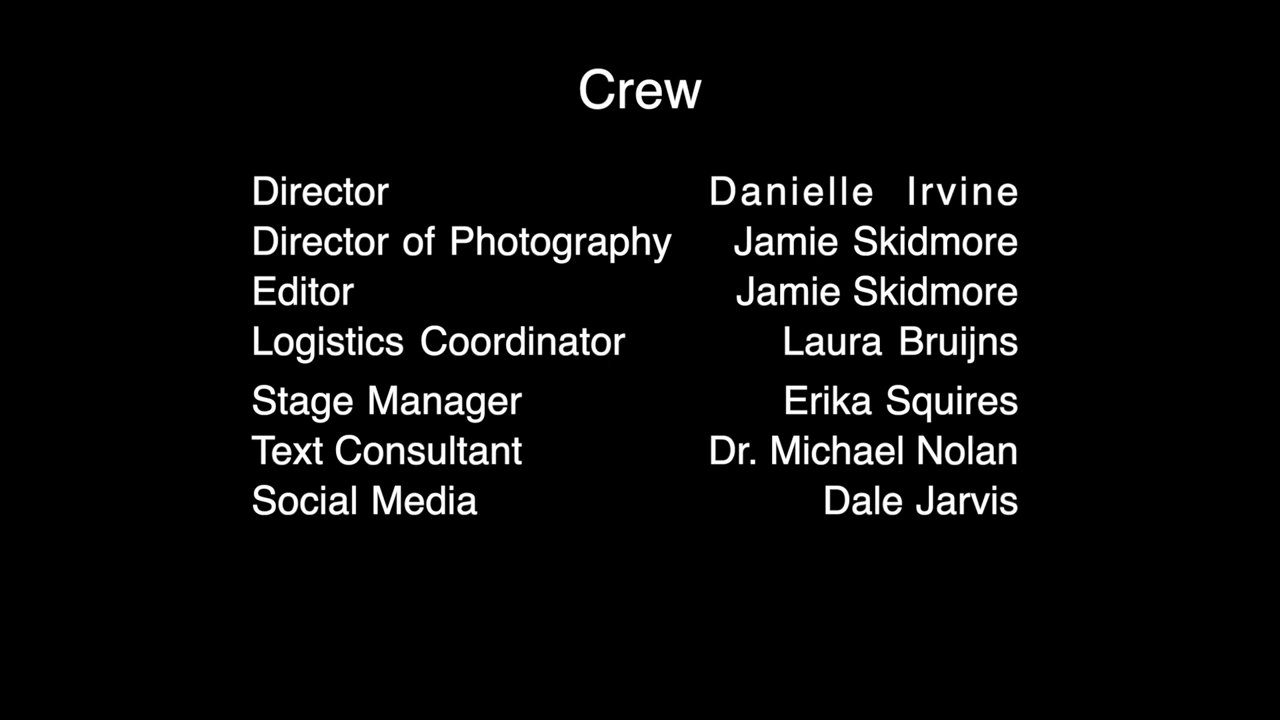 Crew
Director Danielle Irvine
Director of Photography Jamie Skidmore
Editor Jamie Skidmore
Logistics Coordinator Laura Bruijns
Stage Manager Erika Squires
Text Consultant Dr. Michael Nolan
Social Media Dale Jarvis